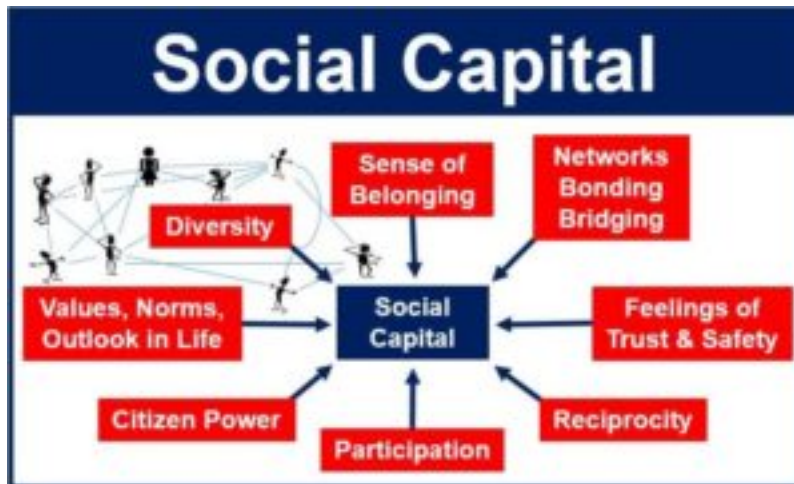 Social Capital
Sense of
Belonging
Networks
Bonding
Bridging
Diversity
Values, Norms,
Outlook in Life
Social
Capital
Feelings of
Trust & Safety
Citizen Power
Participation
Reciprocity